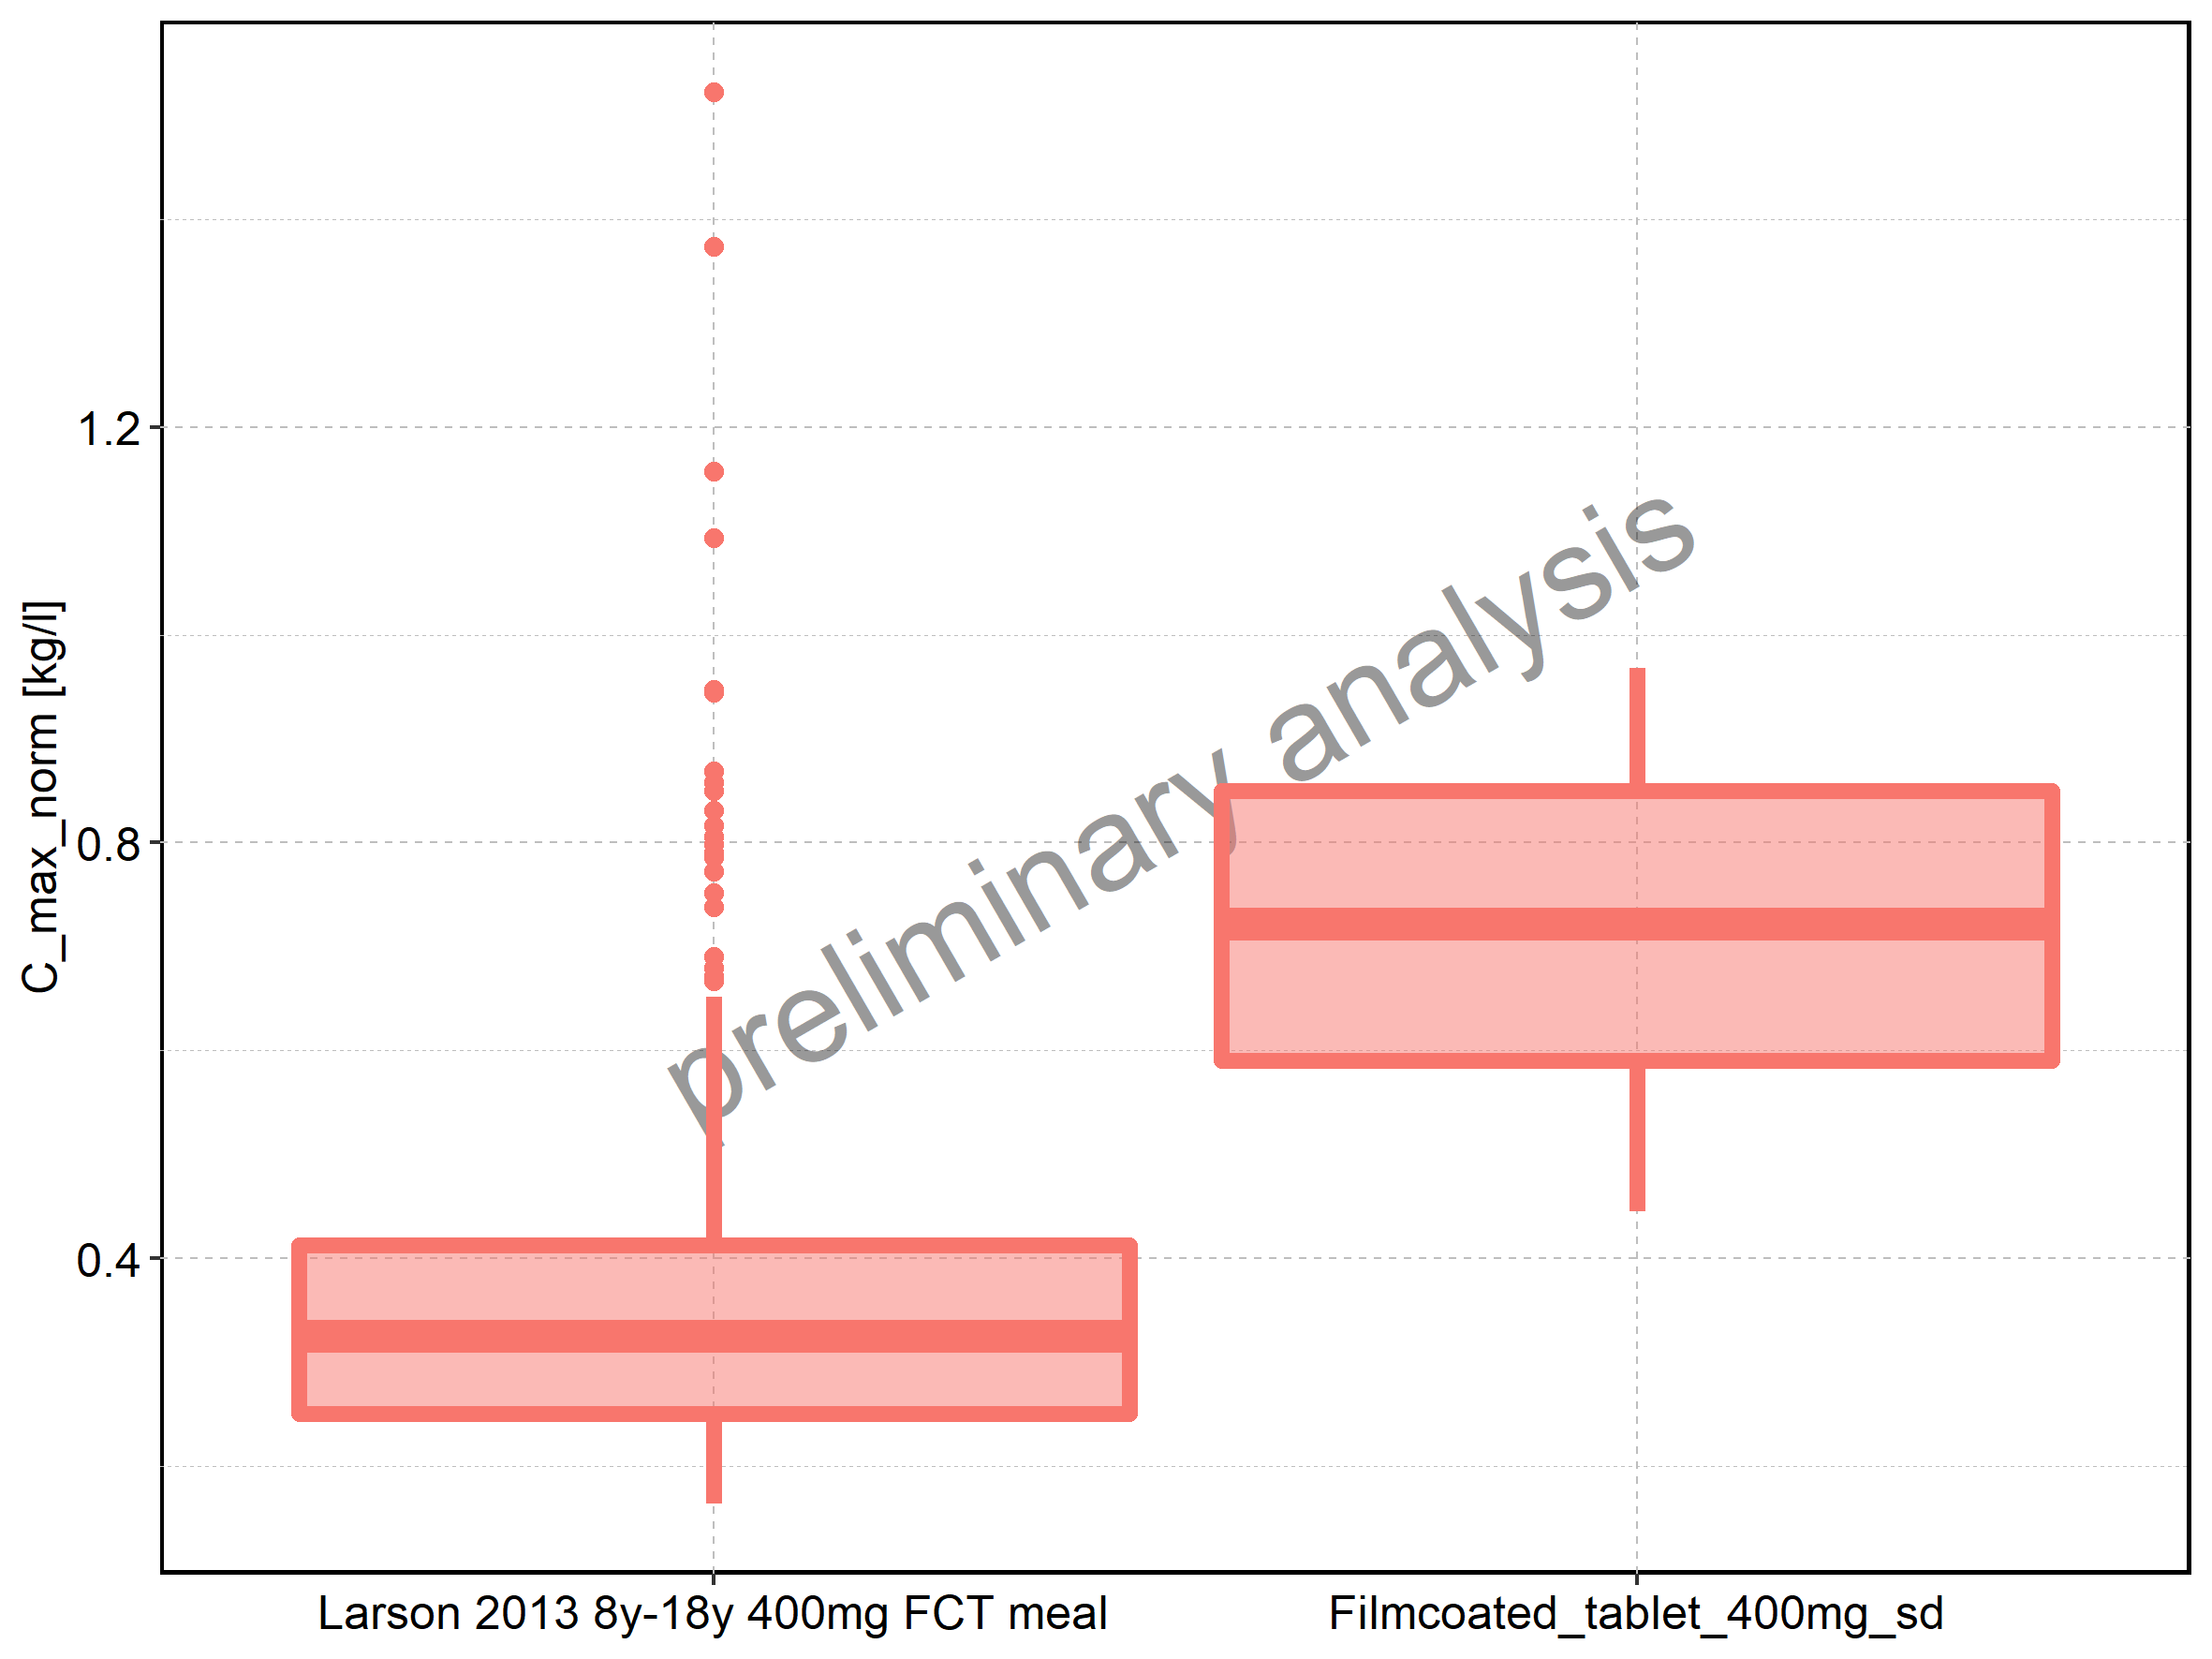 C_max_norm [kg/l]
1.2
0.8
0.4
preliminary analysis
Larson 2013 8y-18y 400mg FCT meal
Filmcoated_tablet_400mg_sd